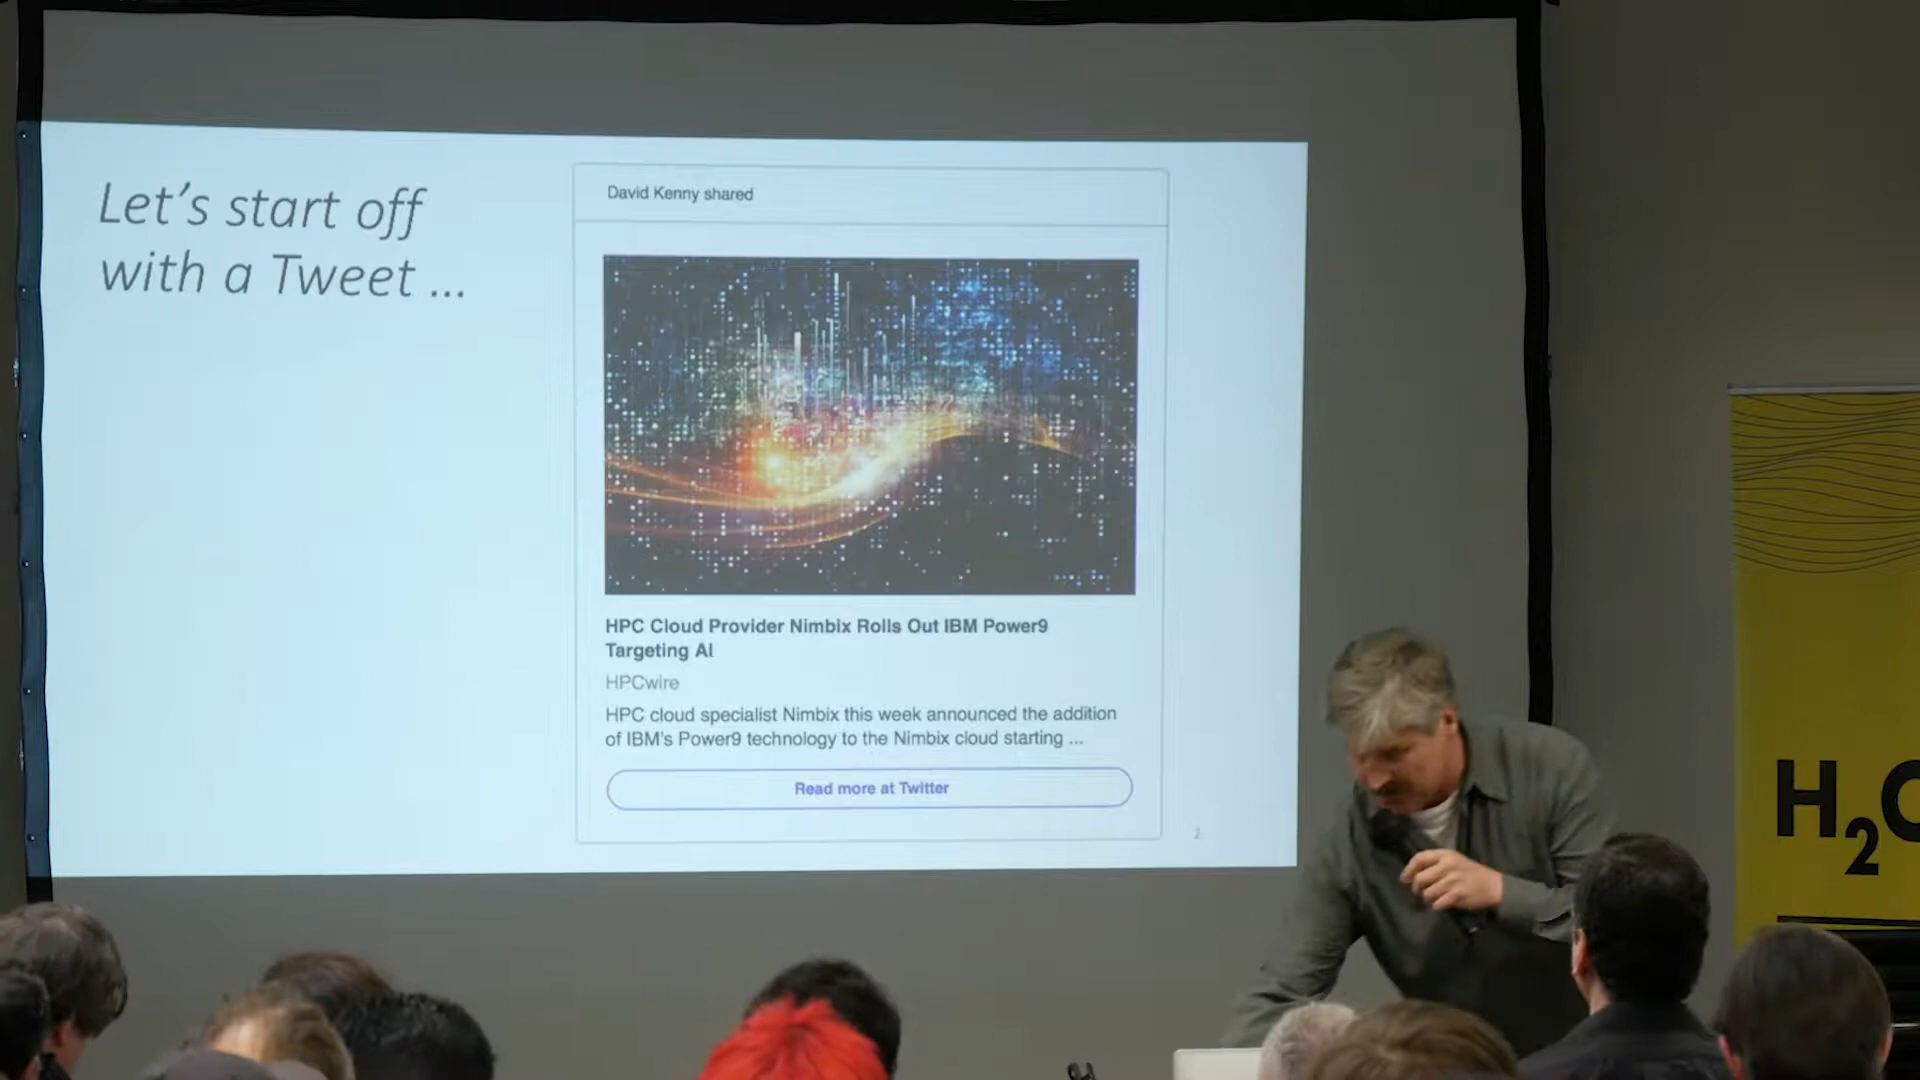 Let's start off
with a Tweet ...
David Kenny shared
HPC Cloud Provider Nimbix Rolls Out IBM Power9
Targeting AI
HPCwire
HPC cloud specialist Nimbix this week announced the addition
of IBM's Power9 technology to the Nimbix cloud starting ...
Read more at Twitter
2
H2O